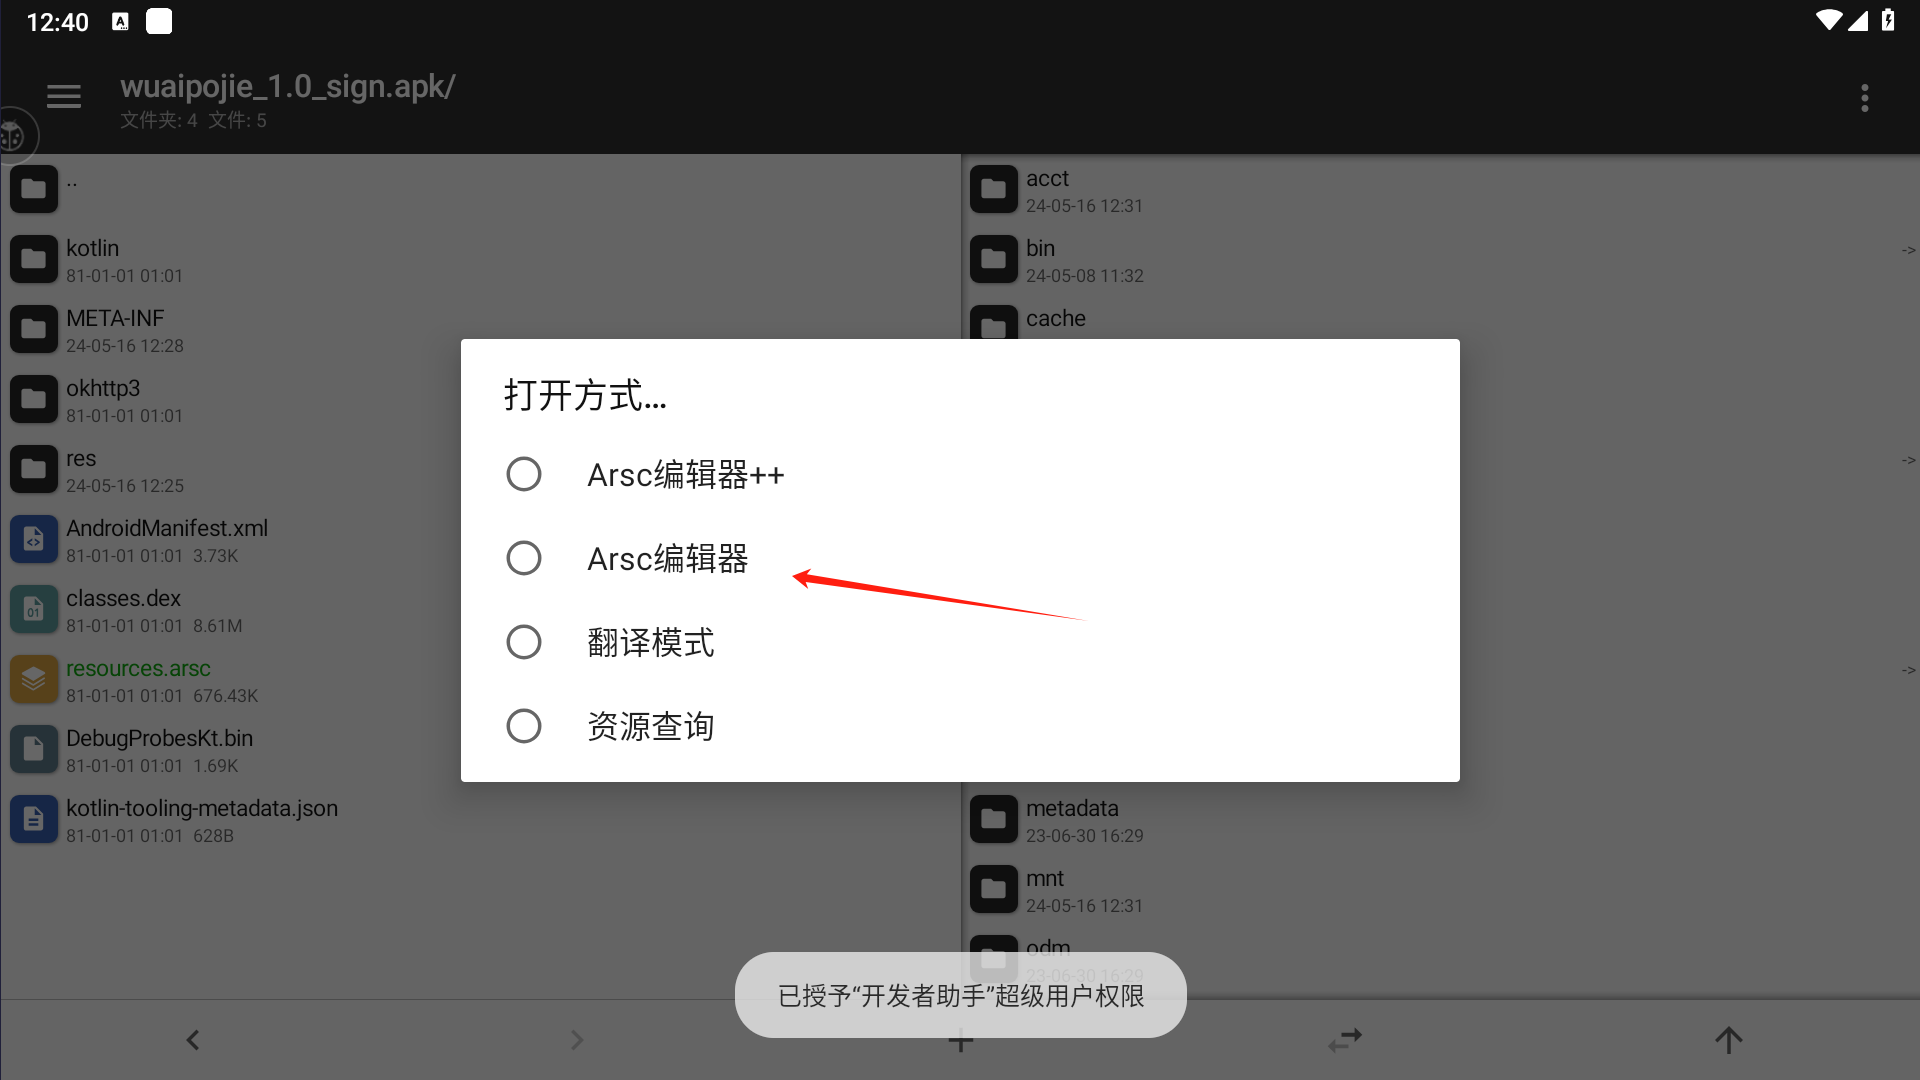 12:40
wuaipojie_1.0_sign.apk/
文件夹: 4 文件: 5
..
kotlin
81-01-01 01:01
META-INF
24-05-16 12:28
okhttp3
81-01-01 01:01
res
24-05-16 12:25
AndroidManifest.xml
81-01-01 01:01 3.73K
classes.dex
81-01-01 01:01 8.61M
resources.arsc
81-01-01 01:01 676.43K
DebugProbesKt.bin
81-01-01 01:01 1.69K
kotlin-tooling-metadata.json
81-01-01 01:01 628B
acct
24-05-16 12:31
bin
->
24-05-08 11:32
cache
->
->
打开方式...
Arsc编辑器++
Arsc编辑器
翻译模式
资源查询
metadata
23-06-30 16:29
mnt
24-05-16 12:31
odm
23-06-30 16:29
已授予“开发者助手”超级用户权限